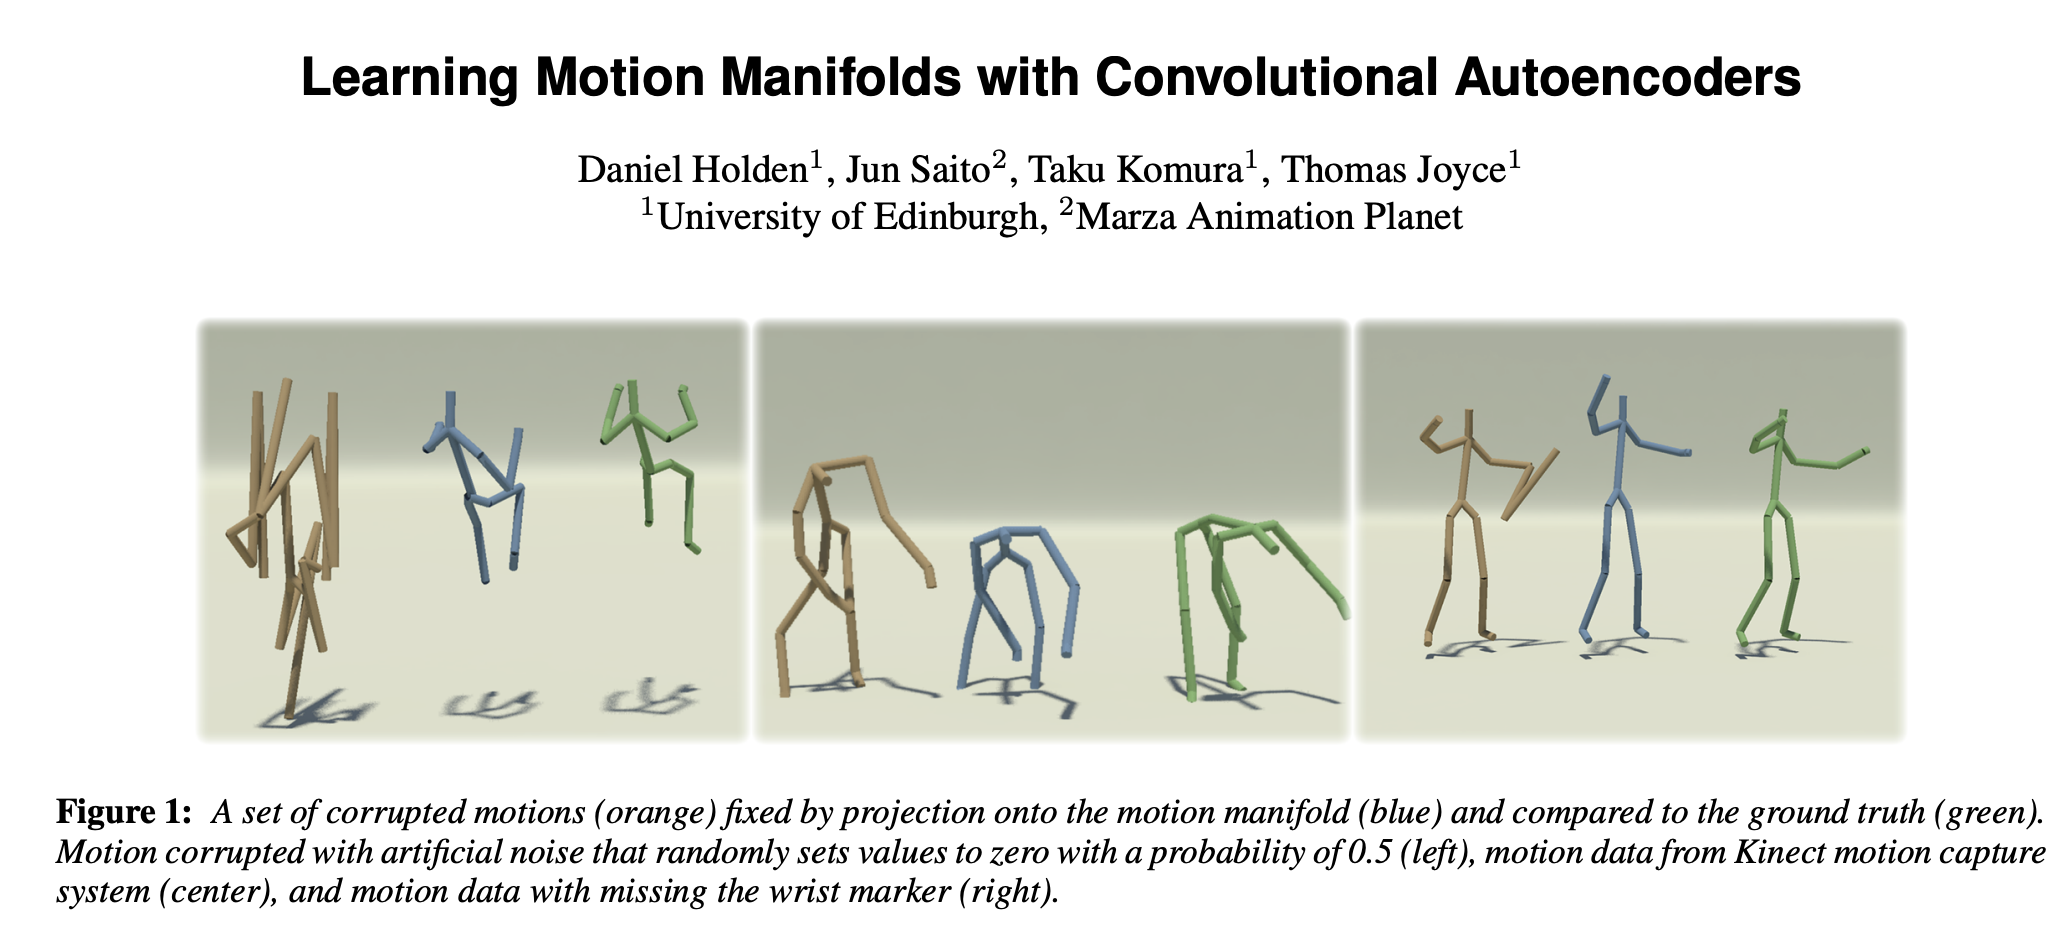 Learning Motion Manifolds with Convolutional Autoencoders
Daniel Holden¹, Jun Saito², Taku Komura¹, Thomas Joyce¹
¹University of Edinburgh, ²Marza Animation Planet
Figure 1: A set of corrupted motions (orange) fixed by projection onto the motion manifold (blue) and compared to the ground truth (green).
Motion corrupted with artificial noise that randomly sets values to zero with a probability of 0.5 (left), motion data from Kinect motion capture
system (center), and motion data with missing the wrist marker (right).